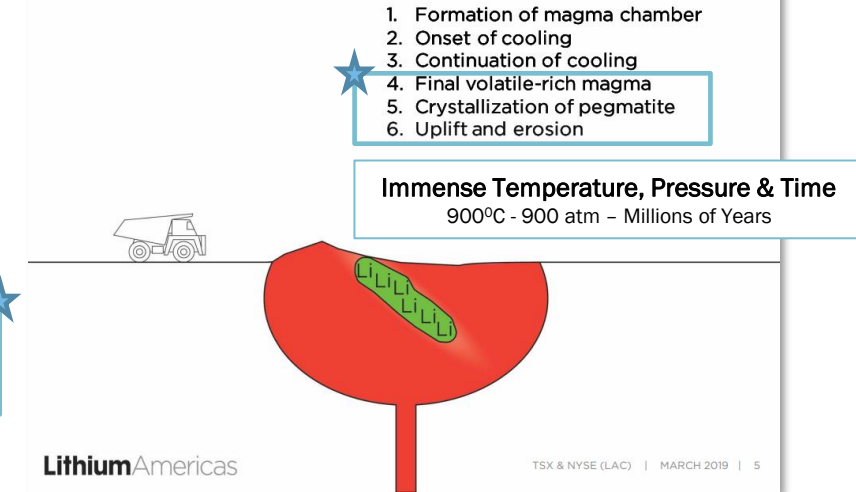 1. Formation of magma chamber
2. Onset of cooling
3. Continuation of cooling
4. Final volatile-rich magma
5. Crystallization of pegmatite
6. Uplift and erosion
Immense Temperature, Pressure & Time
900⁰C - 900 atm – Millions of Years
Li Li Li Li Li Li
LithiumAmericas
TSX & NYSE (LAC) | MARCH 2019 | 5